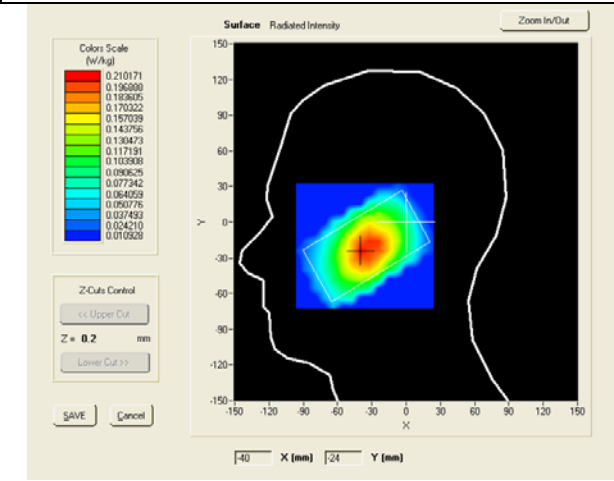 Surface Radiated Intensity
Zoom In/Out
Colors Scale
(W/kg)
0.210171
0.196888
0.183605
0.170322
0.157039
0.143756
0.130473
0.117191
0.103908
0.090625
0.077342
0.064059
0.050776
0.037493
0.024210
0.010928
Z-Cuts Control
<< Upper Cut
Z = 0.2 mm
Lower Cut >>
SAVE Cancel
150
120
90
60
30
0
-30
-60
-90
-120
-150
Y
-150 -120 -90 -60 -30 0 30 60 90 120 150
X
-40 X (mm) -24 Y (mm)